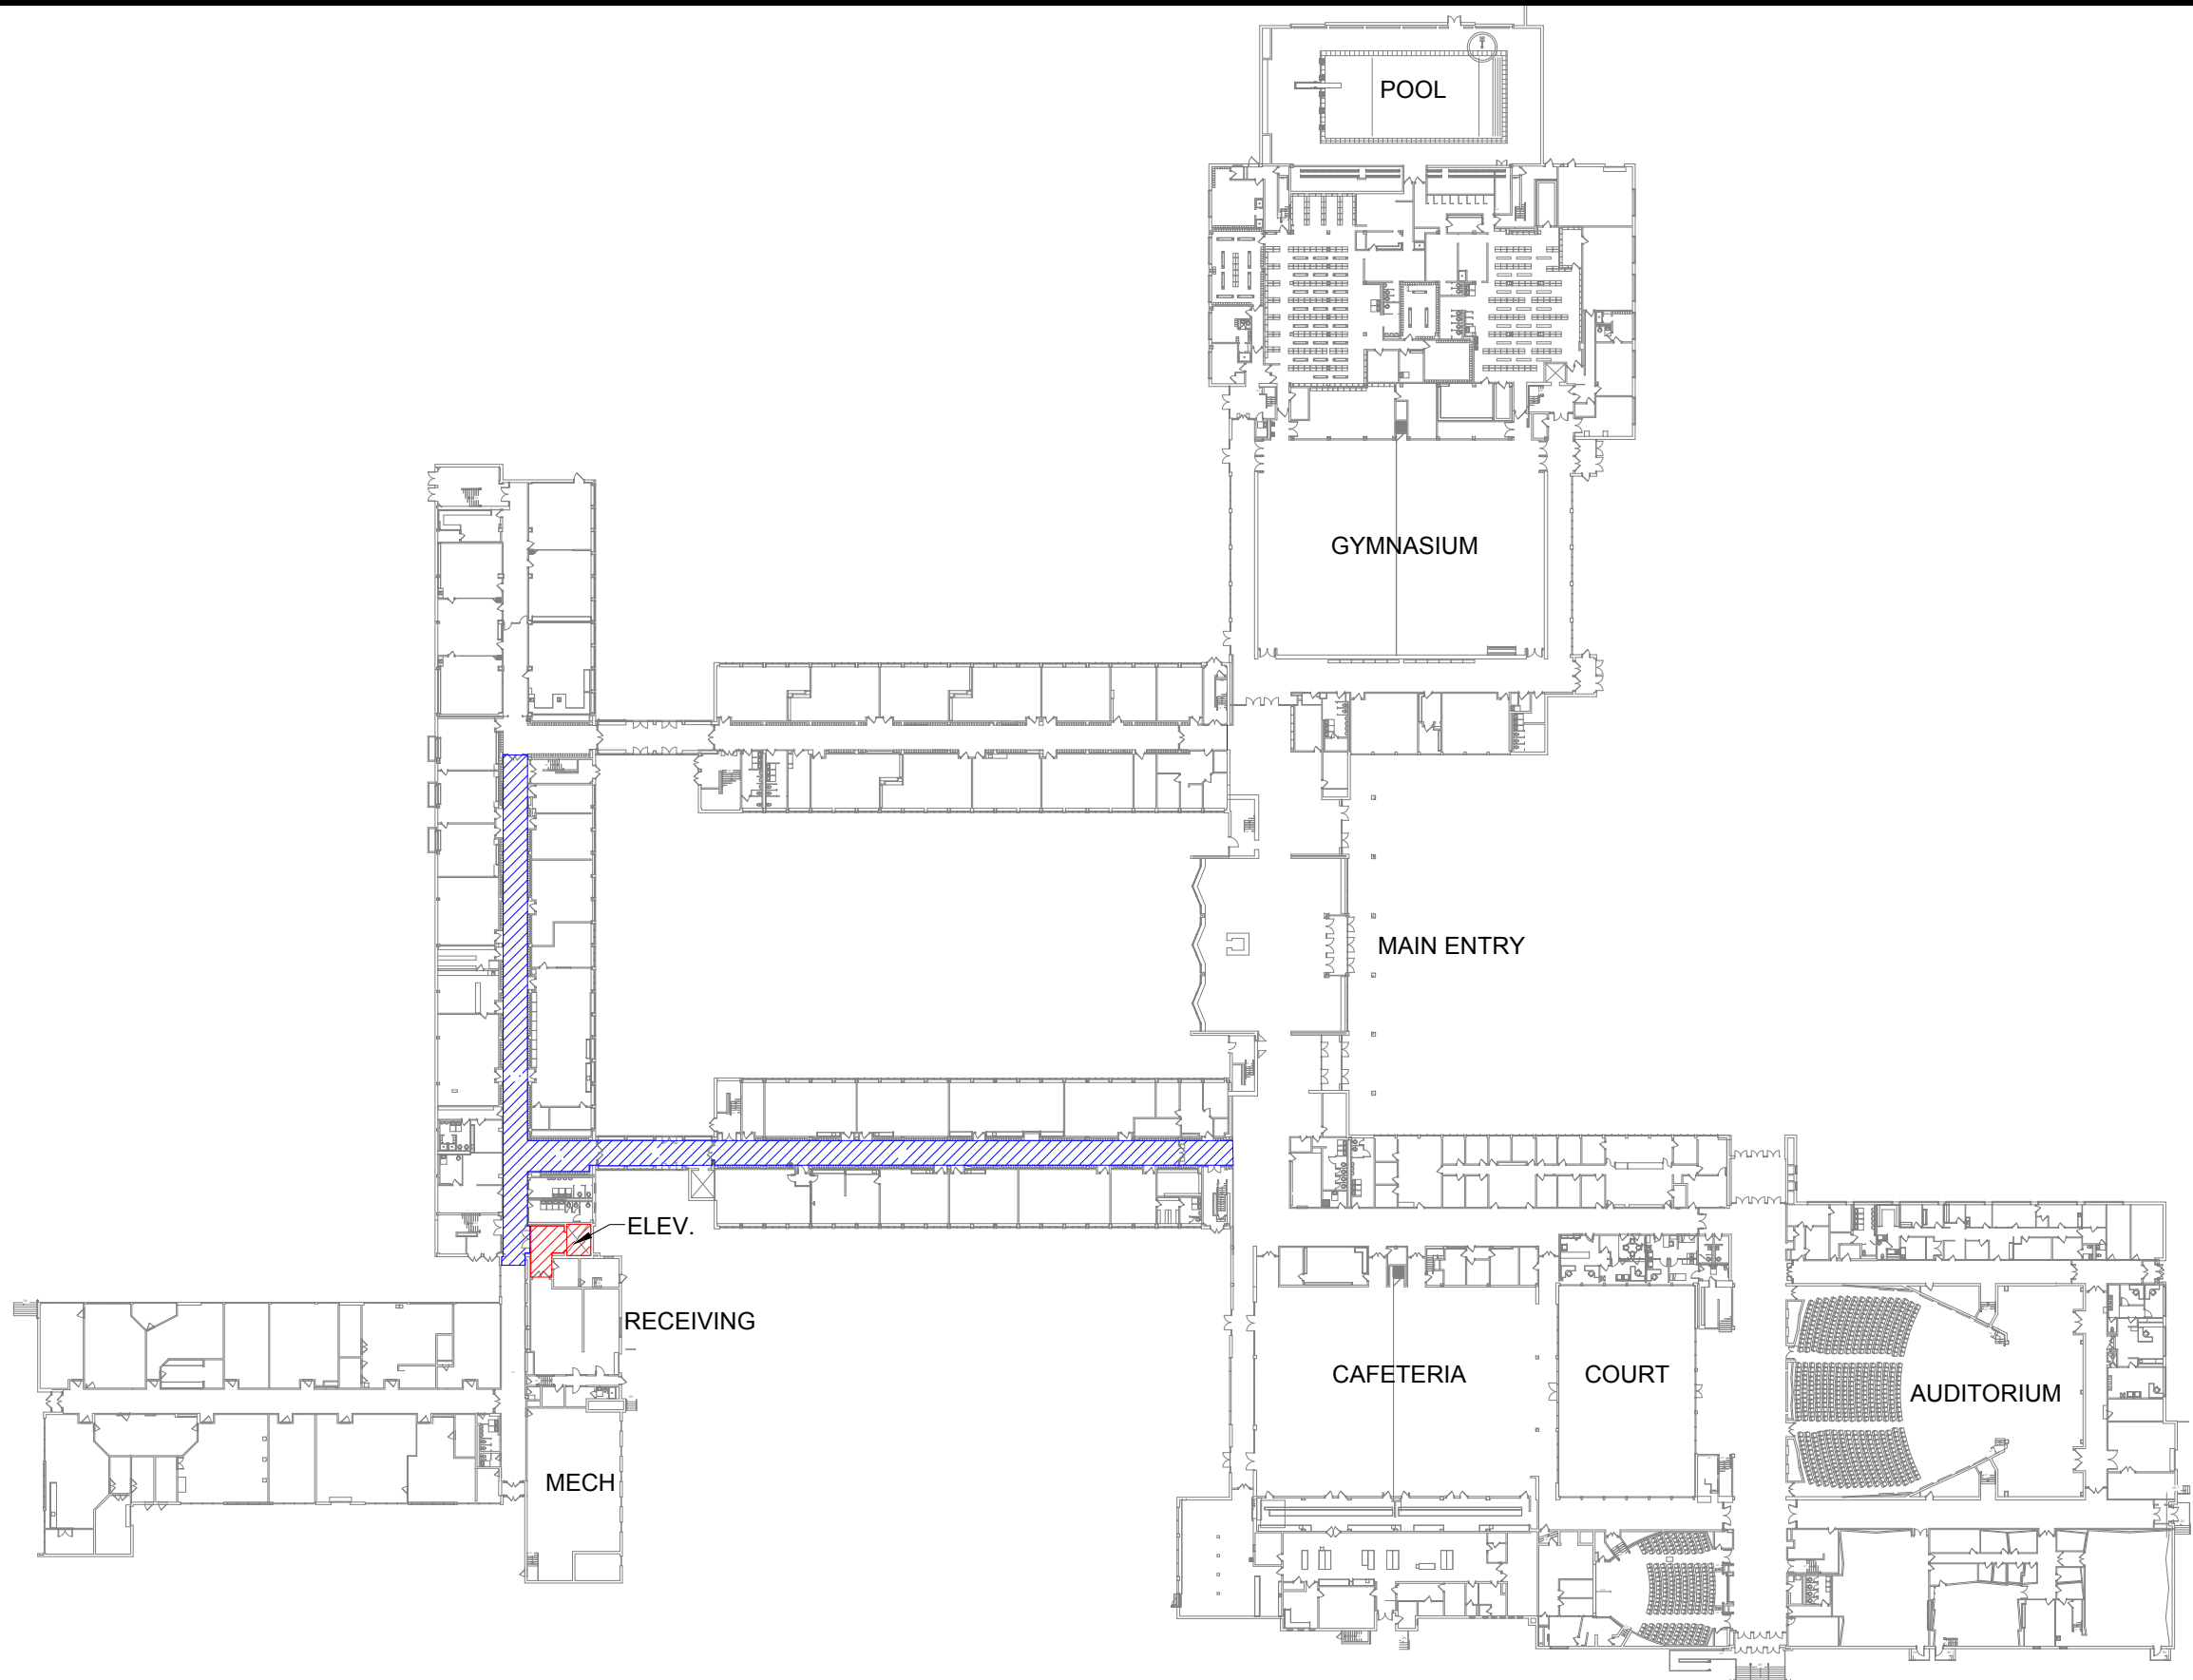 POOL
GYMNASIUM
MAIN ENTRY
ELEV.
RECEIVING
CAFETERIA
COURT
AUDITORIUM
MECH